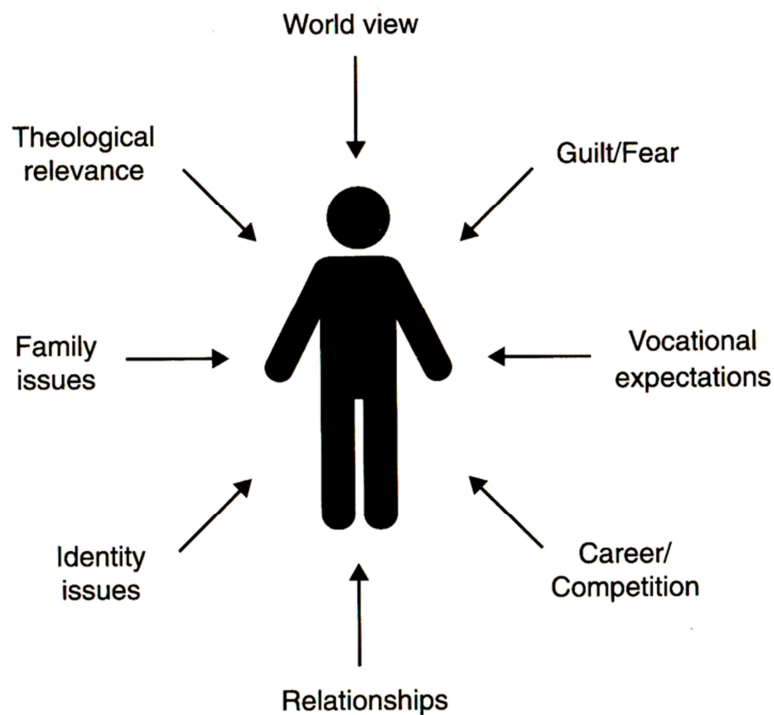 World view
Theological
relevance
Guilt/Fear
Family
issues
Vocational
expectations
Identity
issues
Career/
Competition
Relationships